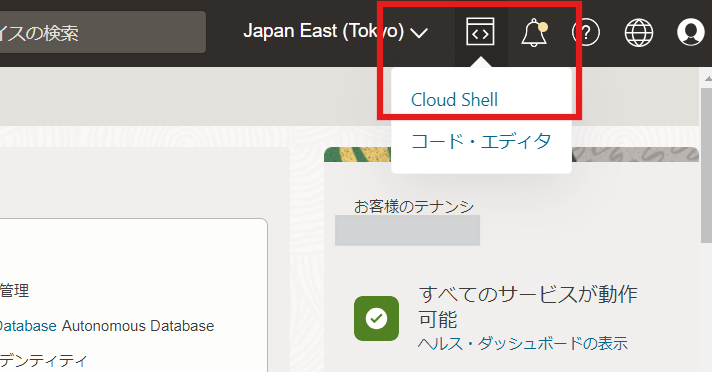 イスの検索
Japan East (Tokyo)
Cloud Shell
コード・エディタ
お客様のテナンシ
管理
Database Autonomous Database
デンティティ
すべてのサービスが動作
可能
ヘルス・ダッシュボードの表示